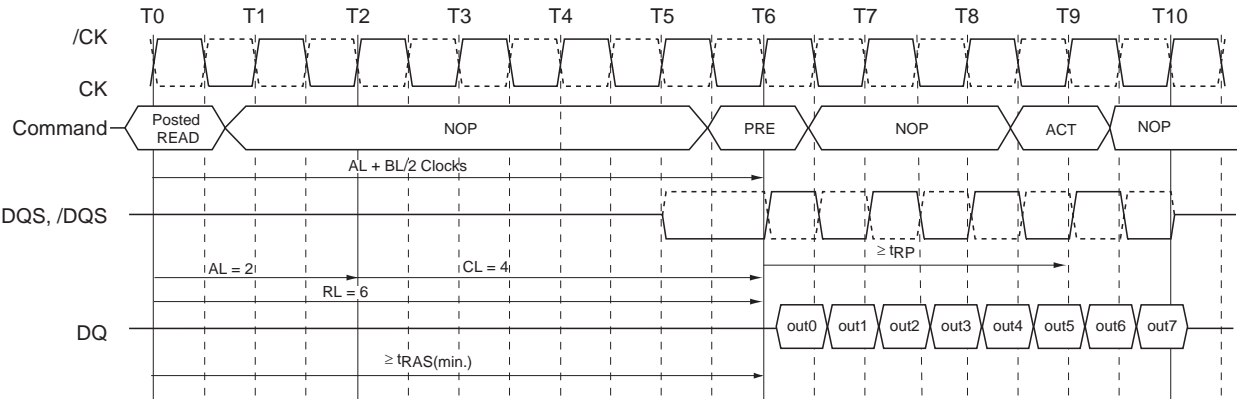 T0 T1 T2 T3 T4 T5 T6 T7 T8 T9 T10
/CK
CK
Command
Posted
READ
NOP
PRE
NOP
ACT
NOP
AL + BL/2 Clocks
DQS, /DQS
≥ tRP
AL = 2
CL = 4
RL = 6
DQ
out0 out1 out2 out3 out4 out5 out6 out7
≥ tRAS(min.)